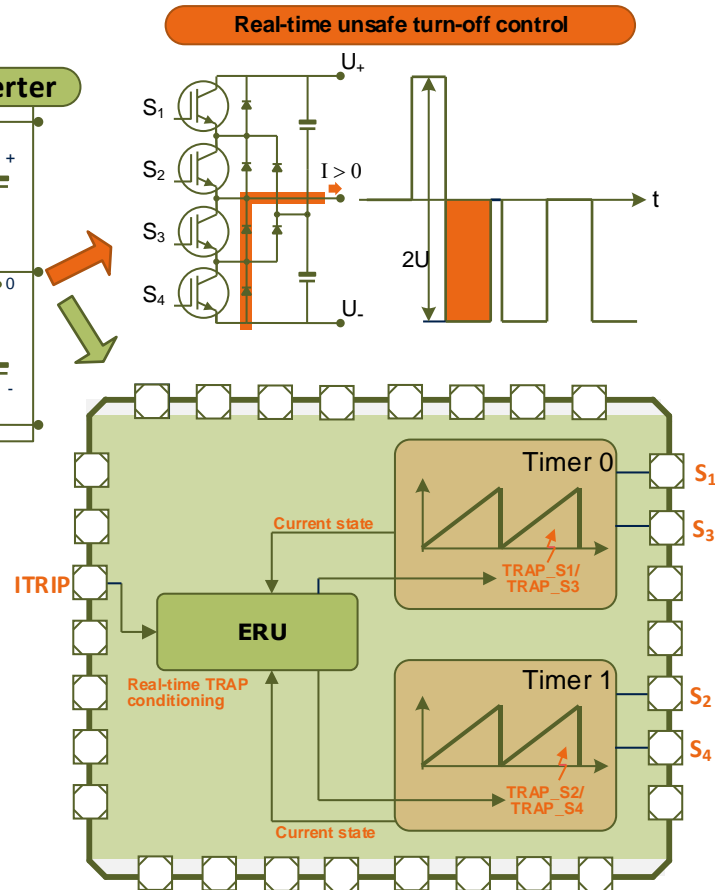 Real-time unsafe turn-off control
erter
U+
S1
I > 0
S2
+
t
S3
2U
0
S4
U-
-
Timer 0
S1
Current state
S3
TRAP_S1/
TRAP_S3
ITRIP
ERU
Timer 1
Real-time TRAP
conditioning
S2
S4
TRAP_S2/
TRAP_S4
Current state